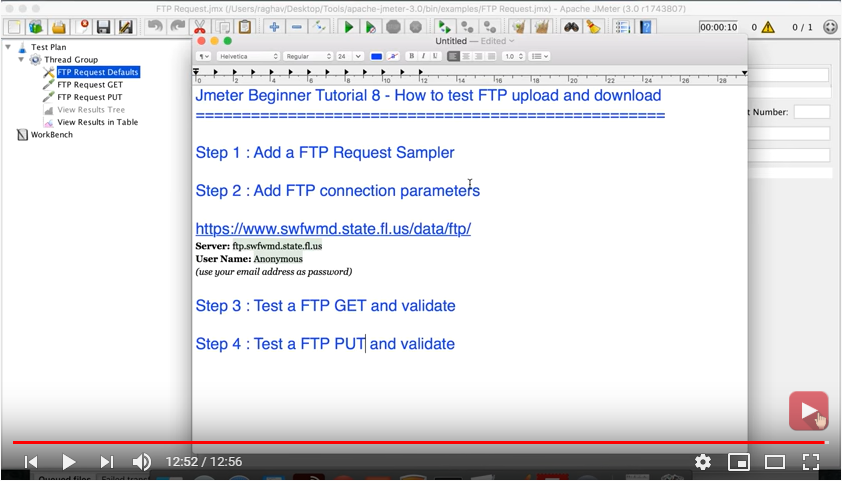 FTP Request.jmx (/Users/raghav/Desktop/Tools/apache-jmeter-3.0/bin/examples/FTP Request.jmx) - Apache JMeter (3.0 r1743807)
00:00:10 0 0 / 1
Untitled — Edited
Helvetica Regular 24 B I U 1.0
0 2 4 6 8 10 12 14 16 18 20 22 24 26 28
Test Plan
Thread Group
FTP Request Defaults
FTP Request GET
FTP Request PUT
View Results Tree
View Results in Table
WorkBench
Jmeter Beginner Tutorial 8 - How to test FTP upload and download
===================================================
Step 1 : Add a FTP Request Sampler
Step 2 : Add FTP connection parameters
https://www.swfwmd.state.fl.us/data/ftp/
Server: ftp.swfwmd.state.fl.us
User Name: Anonymous
(use your email address as password)
Step 3 : Test a FTP GET and validate
Step 4 : Test a FTP PUT and validate
t Number:
12:52 / 12:56